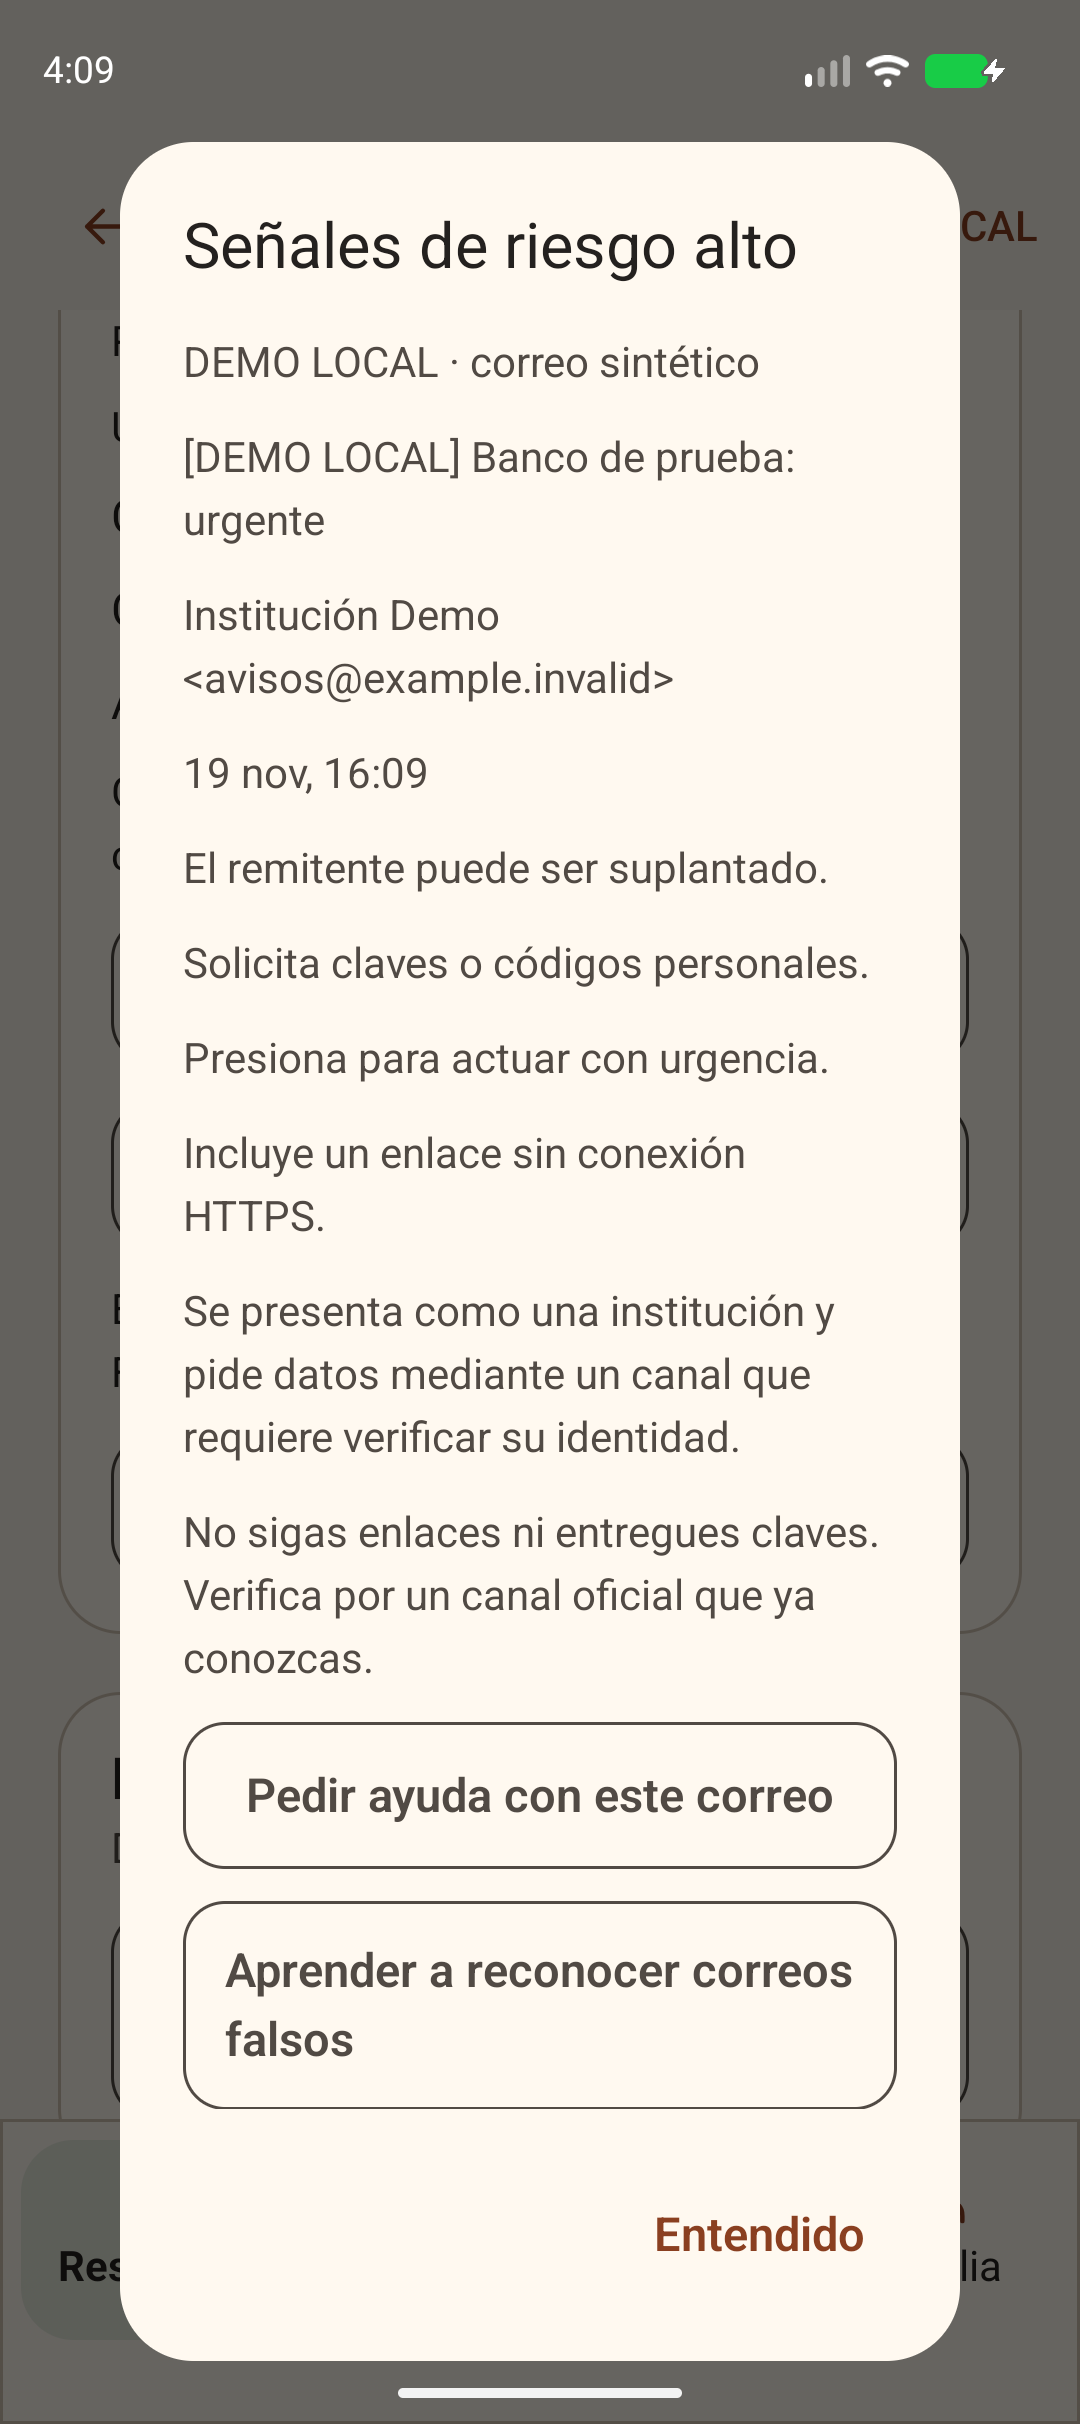 4:09
CAL
Señales de riesgo alto
DEMO LOCAL · correo sintético
[DEMO LOCAL] Banco de prueba:
urgente
Institución Demo
<avisos@example.invalid>
19 nov, 16:09
El remitente puede ser suplantado.
Solicita claves o códigos personales.
Presiona para actuar con urgencia.
Incluye un enlace sin conexión
HTTPS.
Se presenta como una institución y
pide datos mediante un canal que
requiere verificar su identidad.
No sigas enlaces ni entregues claves.
Verifica por un canal oficial que ya
conozcas.
Pedir ayuda con este correo
Aprender a reconocer correos
falsos
Entendido
Res
lia